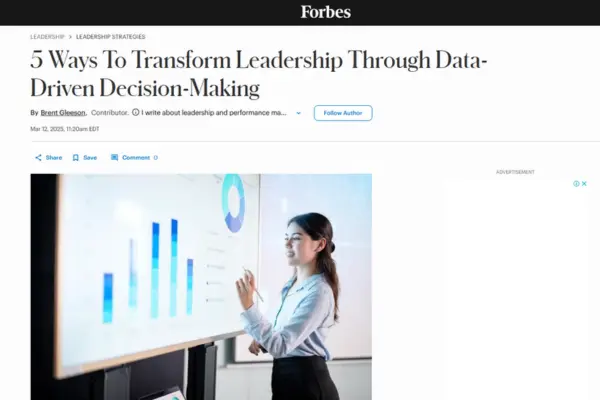 Forbes
LEADERSHIP > LEADERSHIP STRATEGIES
5 Ways To Transform Leadership Through Data-
Driven Decision-Making
By Brent Gleeson, Contributor. ⓘ I write about leadership and performance ma...
Follow Author
Mar 12, 2025, 11:20am EDT
Share
Save
Comment 0
ADVERTISEMENT